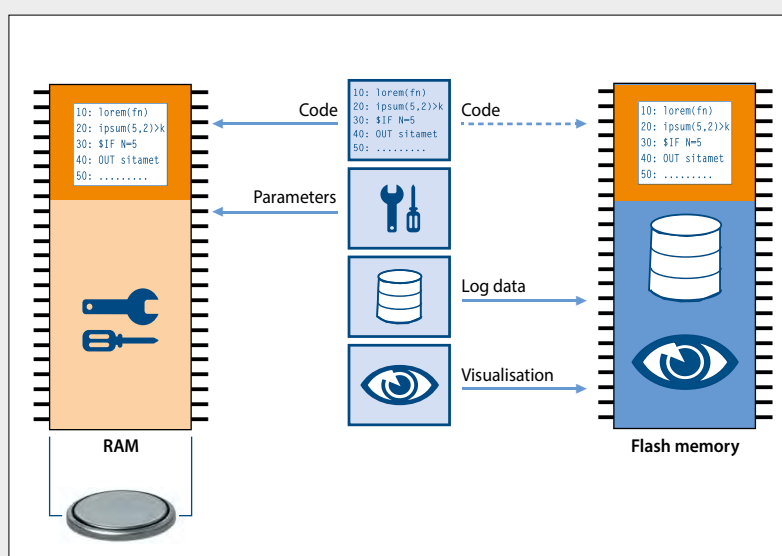 10: lorem(fn)
20: ipsum(5,2)>k
30: $IF N=5
40: OUT sitamet
50: .........
Code
10: lorem(fn)
20: ipsum(5,2)>k
30: $IF N=5
40: OUT sitamet
50: .........
Code
10: lorem(fn)
20: ipsum(5,2)>k
30: $IF N=5
40: OUT sitamet
50: .........
Parameters
Log data
Visualisation
RAM
Flash memory